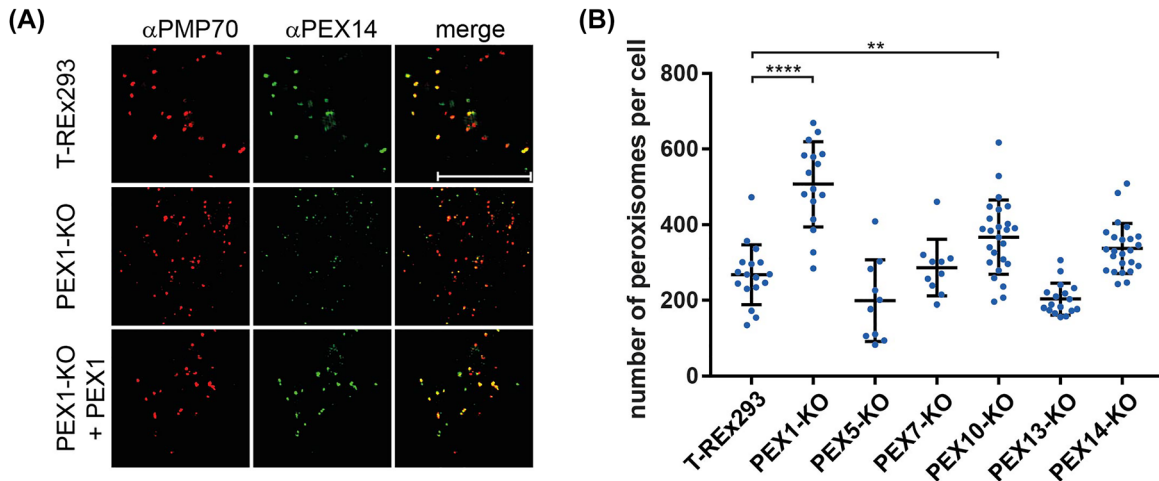 (A)
αPMP70 αPEX14 merge
T-REx293
PEX1-KO
PEX1-KO
+ PEX1
(B)
number of peroxisomes per cell
800
600
400
200
0
**
****
T-REx293
PEX1-KO
PEX5-KO
PEX7-KO
PEX10-KO
PEX13-KO
PEX14-KO